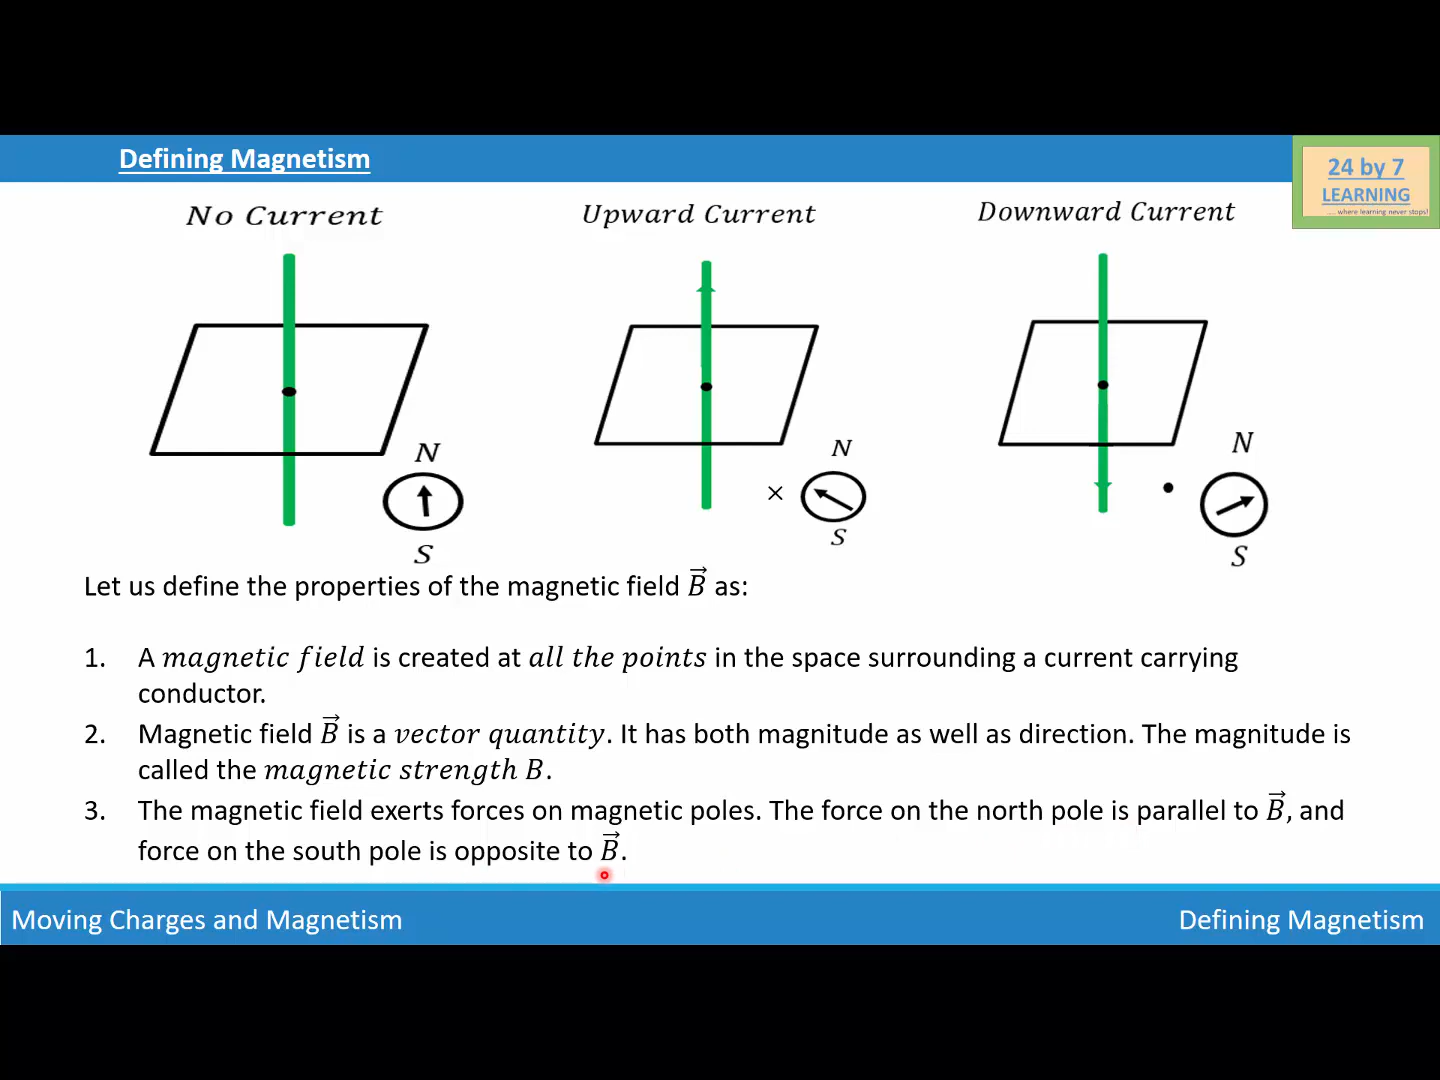 Defining Magnetism
24 by 7
LEARNING
.... where learning never stops!
No Current
Upward Current
Downward Current
N
S
N
×
S
N
S
Let us define the properties of the magnetic field B⃗ as:
1. A magnetic field is created at all the points in the space surrounding a current carrying
conductor.
2. Magnetic field B⃗ is a vector quantity. It has both magnitude as well as direction. The magnitude is
called the magnetic strength B.
3. The magnetic field exerts forces on magnetic poles. The force on the north pole is parallel to B⃗, and
force on the south pole is opposite to B⃗.
Moving Charges and Magnetism
Defining Magnetism